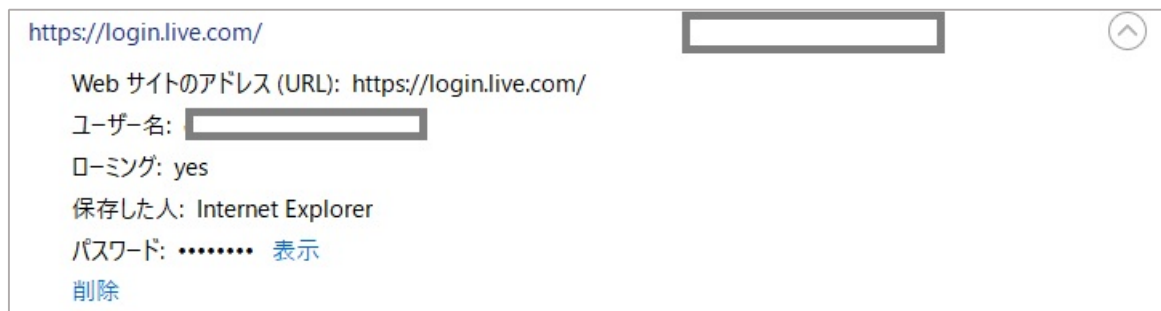 https://login.live.com/
Web サイトのアドレス (URL): https://login.live.com/
ユーザー名:
ローミング: yes
保存した人: Internet Explorer
パスワード: •••••••• 表示
削除